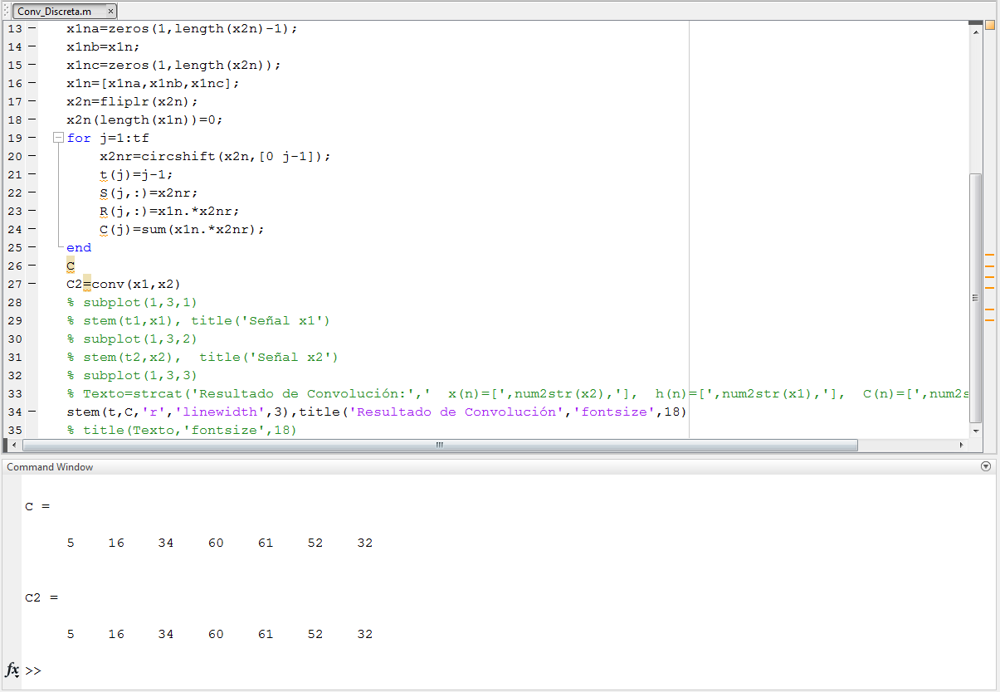 Conv_Discreta.m ×
13 – x1na=zeros(1,length(x2n)-1);
14 – x1nb=x1n;
15 – x1nc=zeros(1,length(x2n));
16 – x1n=[x1na,x1nb,x1nc];
17 – x2n=fliplr(x2n);
18 – x2n(length(x1n))=0;
19 – for j=1:tf
20 – x2nr=circshift(x2n,[0 j-1]);
21 – t(j)=j-1;
22 – S(j,:)=x2nr;
23 – R(j,:)=x1n.*x2nr;
24 – C(j)=sum(x1n.*x2nr);
25 – end
26 – C
27 – C2=conv(x1,x2)
28 % subplot(1,3,1)
29 % stem(t1,x1), title('Señal x1')
30 % subplot(1,3,2)
31 % stem(t2,x2),  title('Señal x2')
32 % subplot(1,3,3)
33 % Texto=strcat('Resultado de Convolución:','  x(n)=[',num2str(x2),'],  h(n)=[',num2str(x1),'],  C(n)=[',num2s
34 – stem(t,C,'r','linewidth',3),title('Resultado de Convolución','fontsize',18)
35 % title(Texto,'fontsize',18)
Command Window
C =
5 16 34 60 61 52 32
C2 =
5 16 34 60 61 52 32
fx >>